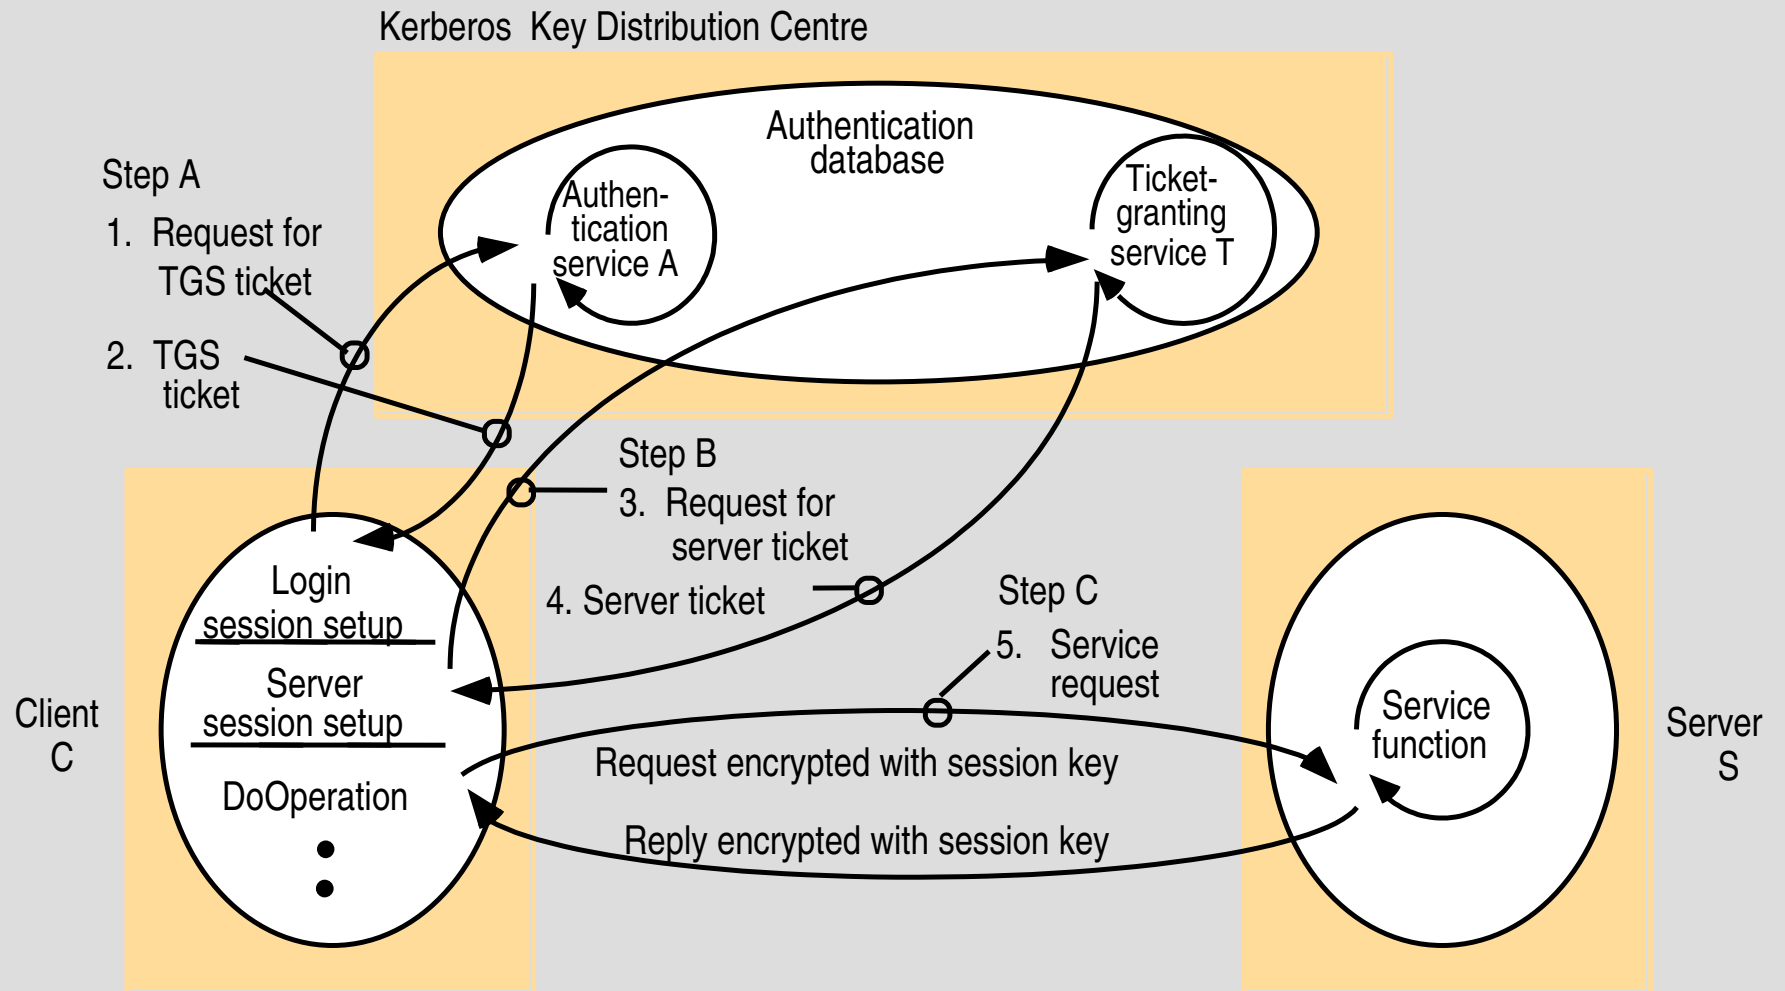 Kerberos Key Distribution Centre
Authentication
database
Authen-
tication
service A
Ticket-
granting
service T
Step A
1. Request for
TGS ticket
2. TGS
ticket
Step B
3. Request for
server ticket
4. Server ticket
Step C
5. Service
request
Login
session setup
Server
session setup
DoOperation
Client
C
Request encrypted with session key
Reply encrypted with session key
Service
function
Server
S